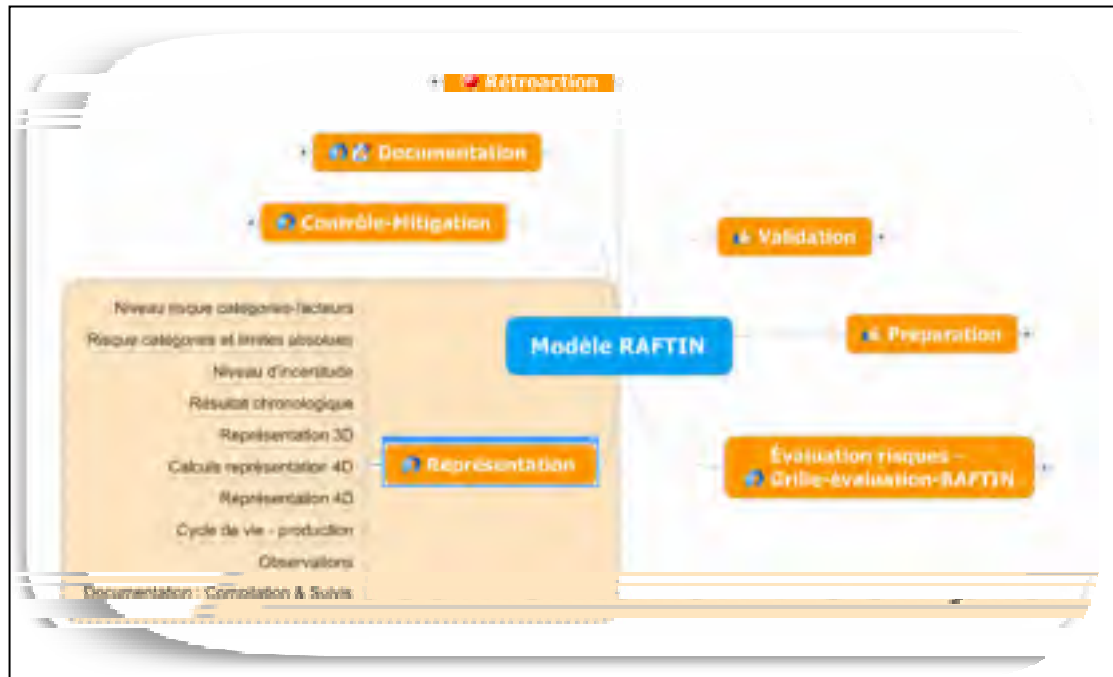 Rétroaction
Documentation
Contrôle-Mitigation
Validation
Niveau risque catégories-facteurs
Risque catégories et limites absolues
Niveau d'incertitude
Résultat chronologique
Représentation 3D
Calculs représentation 4D
Représentation 4D
Cycle de vie - production
Observations
Documentation : Compilation & Suivis
Modèle RAFTIN
Préparation
Représentation
Évaluation risques -
Grille-évaluation-RAFTIN